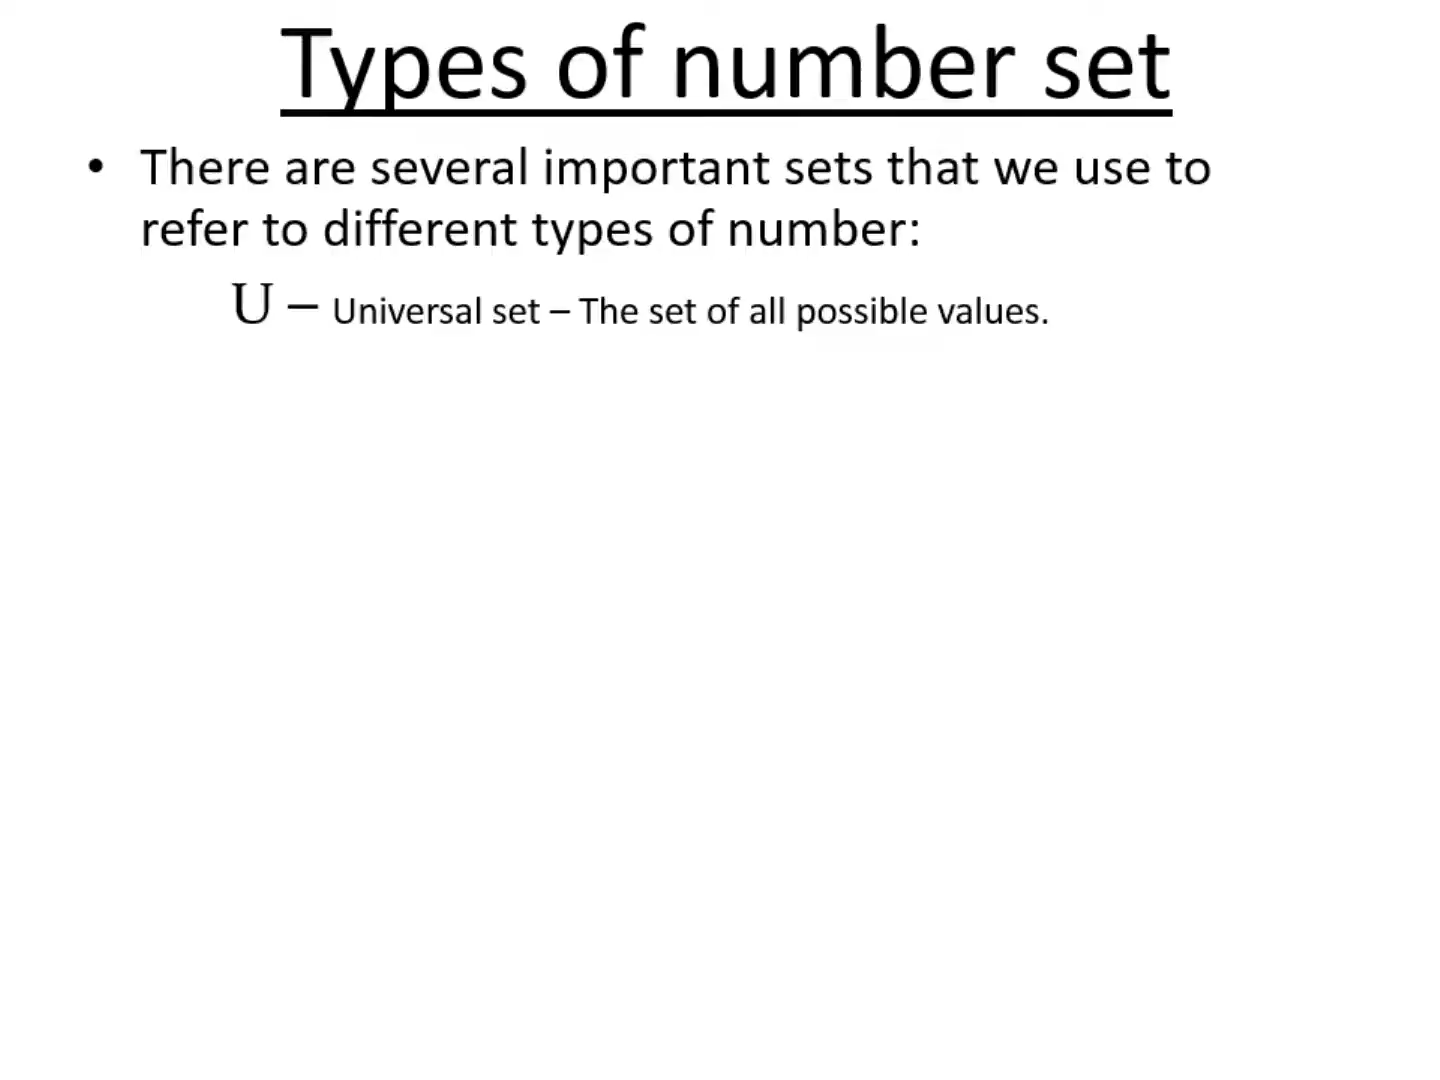 Types of number set
• There are several important sets that we use to
refer to different types of number:
U – Universal set – The set of all possible values.